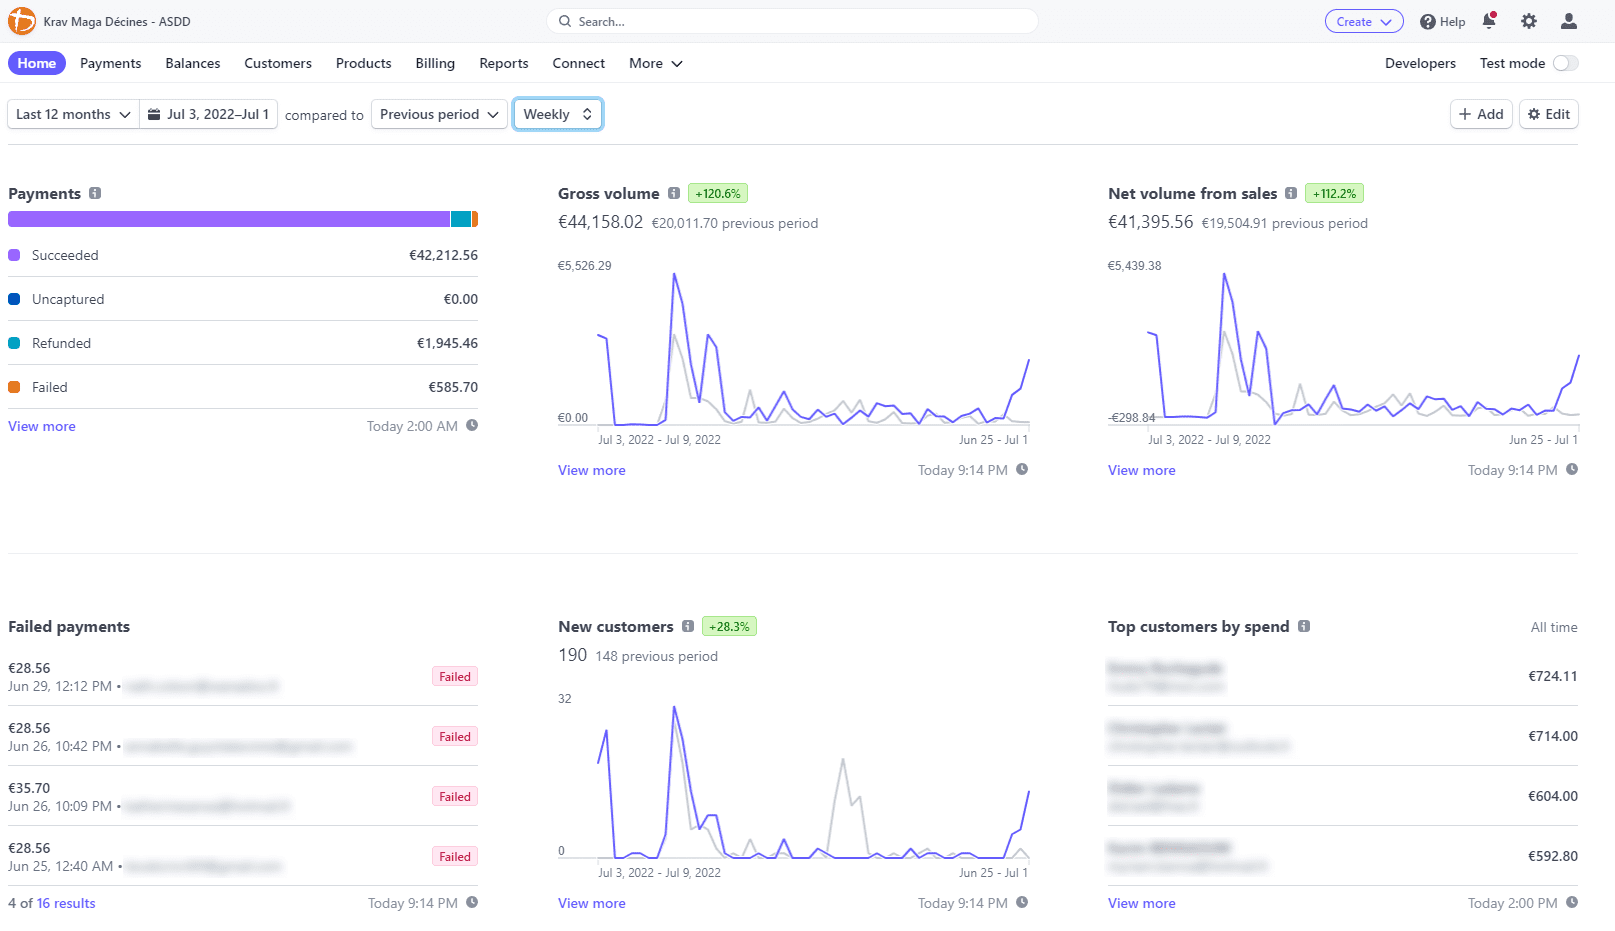 Krav Maga Décines - ASDD
Search...
Create
Help
Home Payments Balances Customers Products Billing Reports Connect More
Developers Test mode
Last 12 months Jul 3, 2022–Jul 1 compared to Previous period Weekly
Add Edit
Payments
Succeeded €42,212.56
Uncaptured €0.00
Refunded €1,945.46
Failed €585.70
View more Today 2:00 AM
Gross volume +120.6%
€44,158.02 €20,011.70 previous period
€5,526.29
€0.00
Jul 3, 2022 - Jul 9, 2022 Jun 25 - Jul 1
View more Today 9:14 PM
Net volume from sales +112.2%
€41,395.56 €19,504.91 previous period
€5,439.38
-€298.84
Jul 3, 2022 - Jul 9, 2022 Jun 25 - Jul 1
View more Today 9:14 PM
Failed payments
€28.56
Jun 29, 12:12 PM •
Failed
€28.56
Jun 26, 10:42 PM •
Failed
€35.70
Jun 26, 10:09 PM •
Failed
€28.56
Jun 25, 12:40 AM •
Failed
4 of 16 results Today 9:14 PM
New customers +28.3%
190 148 previous period
32
0
Jul 3, 2022 - Jul 9, 2022 Jun 25 - Jul 1
View more Today 9:14 PM
Top customers by spend All time
€724.11
€714.00
€604.00
€592.80
View more Today 2:00 PM